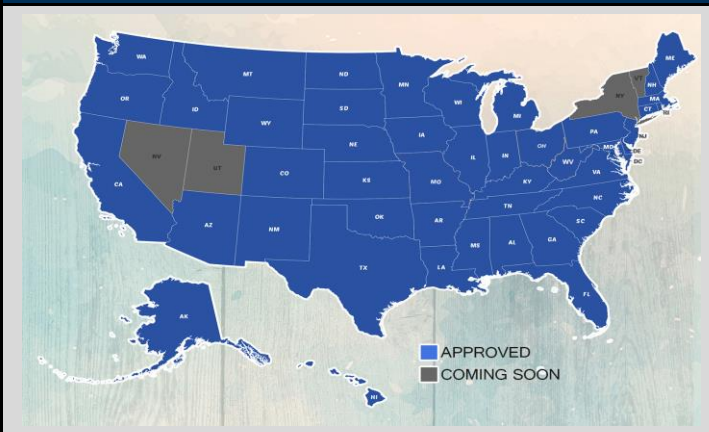 WA
MT
ND
MN
ME
VT
NH
OR
ID
SD
WI
MI
NY
MA
CT
RI
WY
IA
PA
NJ
NE
OH
MD
DE
DC
NV
UT
CO
IL
IN
WV
VA
CA
KS
MO
KY
NC
TN
AZ
NM
OK
AR
SC
MS
AL
GA
TX
LA
FL
AK
HI
APPROVED
COMING SOON